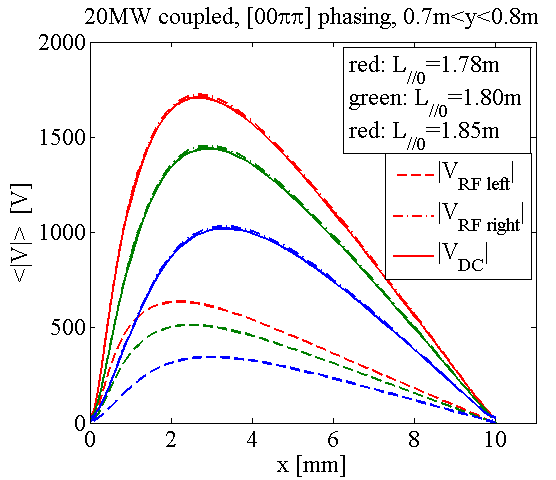 20MW coupled, [00ππ] phasing, 0.7m<y<0.8m
red: L//0=1.78m
green: L//0=1.80m
red: L//0=1.85m
|VRF left|
|VRF right|
|VDC|
<|V|> [V]
2000
1500
1000
500
0
0 2 4 6 8 10
x [mm]